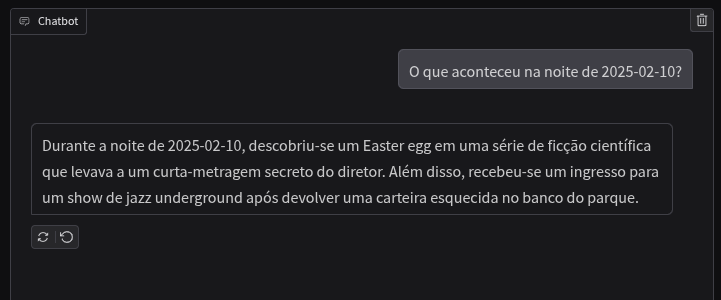 Chatbot
O que aconteceu na noite de 2025-02-10?
Durante a noite de 2025-02-10, descobriu-se um Easter egg em uma série de ficção científica
que levava a um curta-metragem secreto do diretor. Além disso, recebeu-se um ingresso para
um show de jazz underground após devolver uma carteira esquecida no banco do parque.